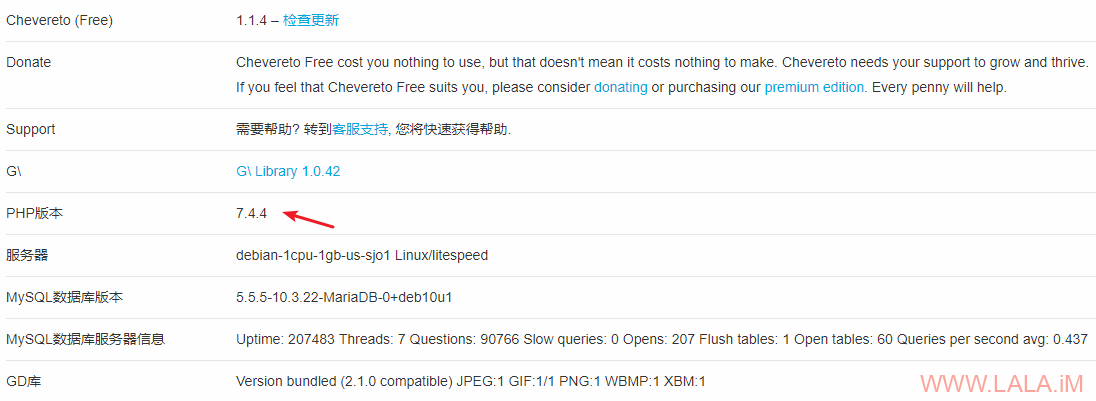 Chevereto (Free) 1.1.4 – 检查更新
Donate Chevereto Free cost you nothing to use, but that doesn't mean it costs nothing to make. Chevereto needs your support to grow and thrive.
If you feel that Chevereto Free suits you, please consider donating or purchasing our premium edition. Every penny will help.
Support 需要帮助? 转到客服支持, 您将快速获得帮助.
G\ G\ Library 1.0.42
PHP版本 7.4.4
服务器 debian-1cpu-1gb-us-sjo1 Linux/litespeed
MySQL数据库版本 5.5.5-10.3.22-MariaDB-0+deb10u1
MySQL数据库服务器信息 Uptime: 207483 Threads: 7 Questions: 90766 Slow queries: 0 Opens: 207 Flush tables: 1 Open tables: 60 Queries per second avg: 0.437
GD库 Version bundled (2.1.0 compatible) JPEG:1 GIF:1/1 PNG:1 WBMP:1 XBM:1
WWW.LALA.iM